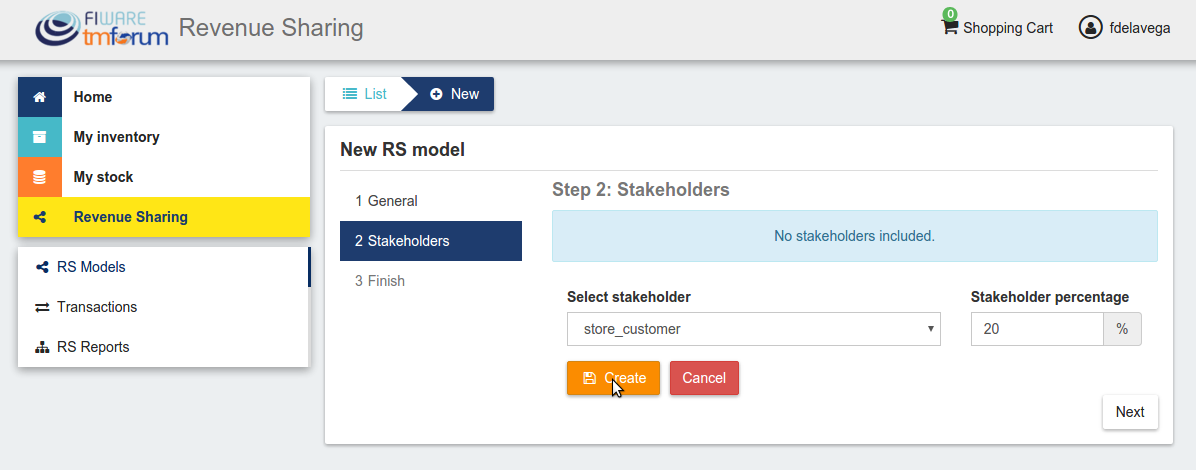 FIWARE
tmforum
Revenue Sharing
0
Shopping Cart
fdelavega
Home
My inventory
My stock
Revenue Sharing
RS Models
Transactions
RS Reports
List
New
New RS model
1 General
2 Stakeholders
3 Finish
Step 2: Stakeholders
No stakeholders included.
Select stakeholder
Stakeholder percentage
store_customer
20
%
Create
Cancel
Next